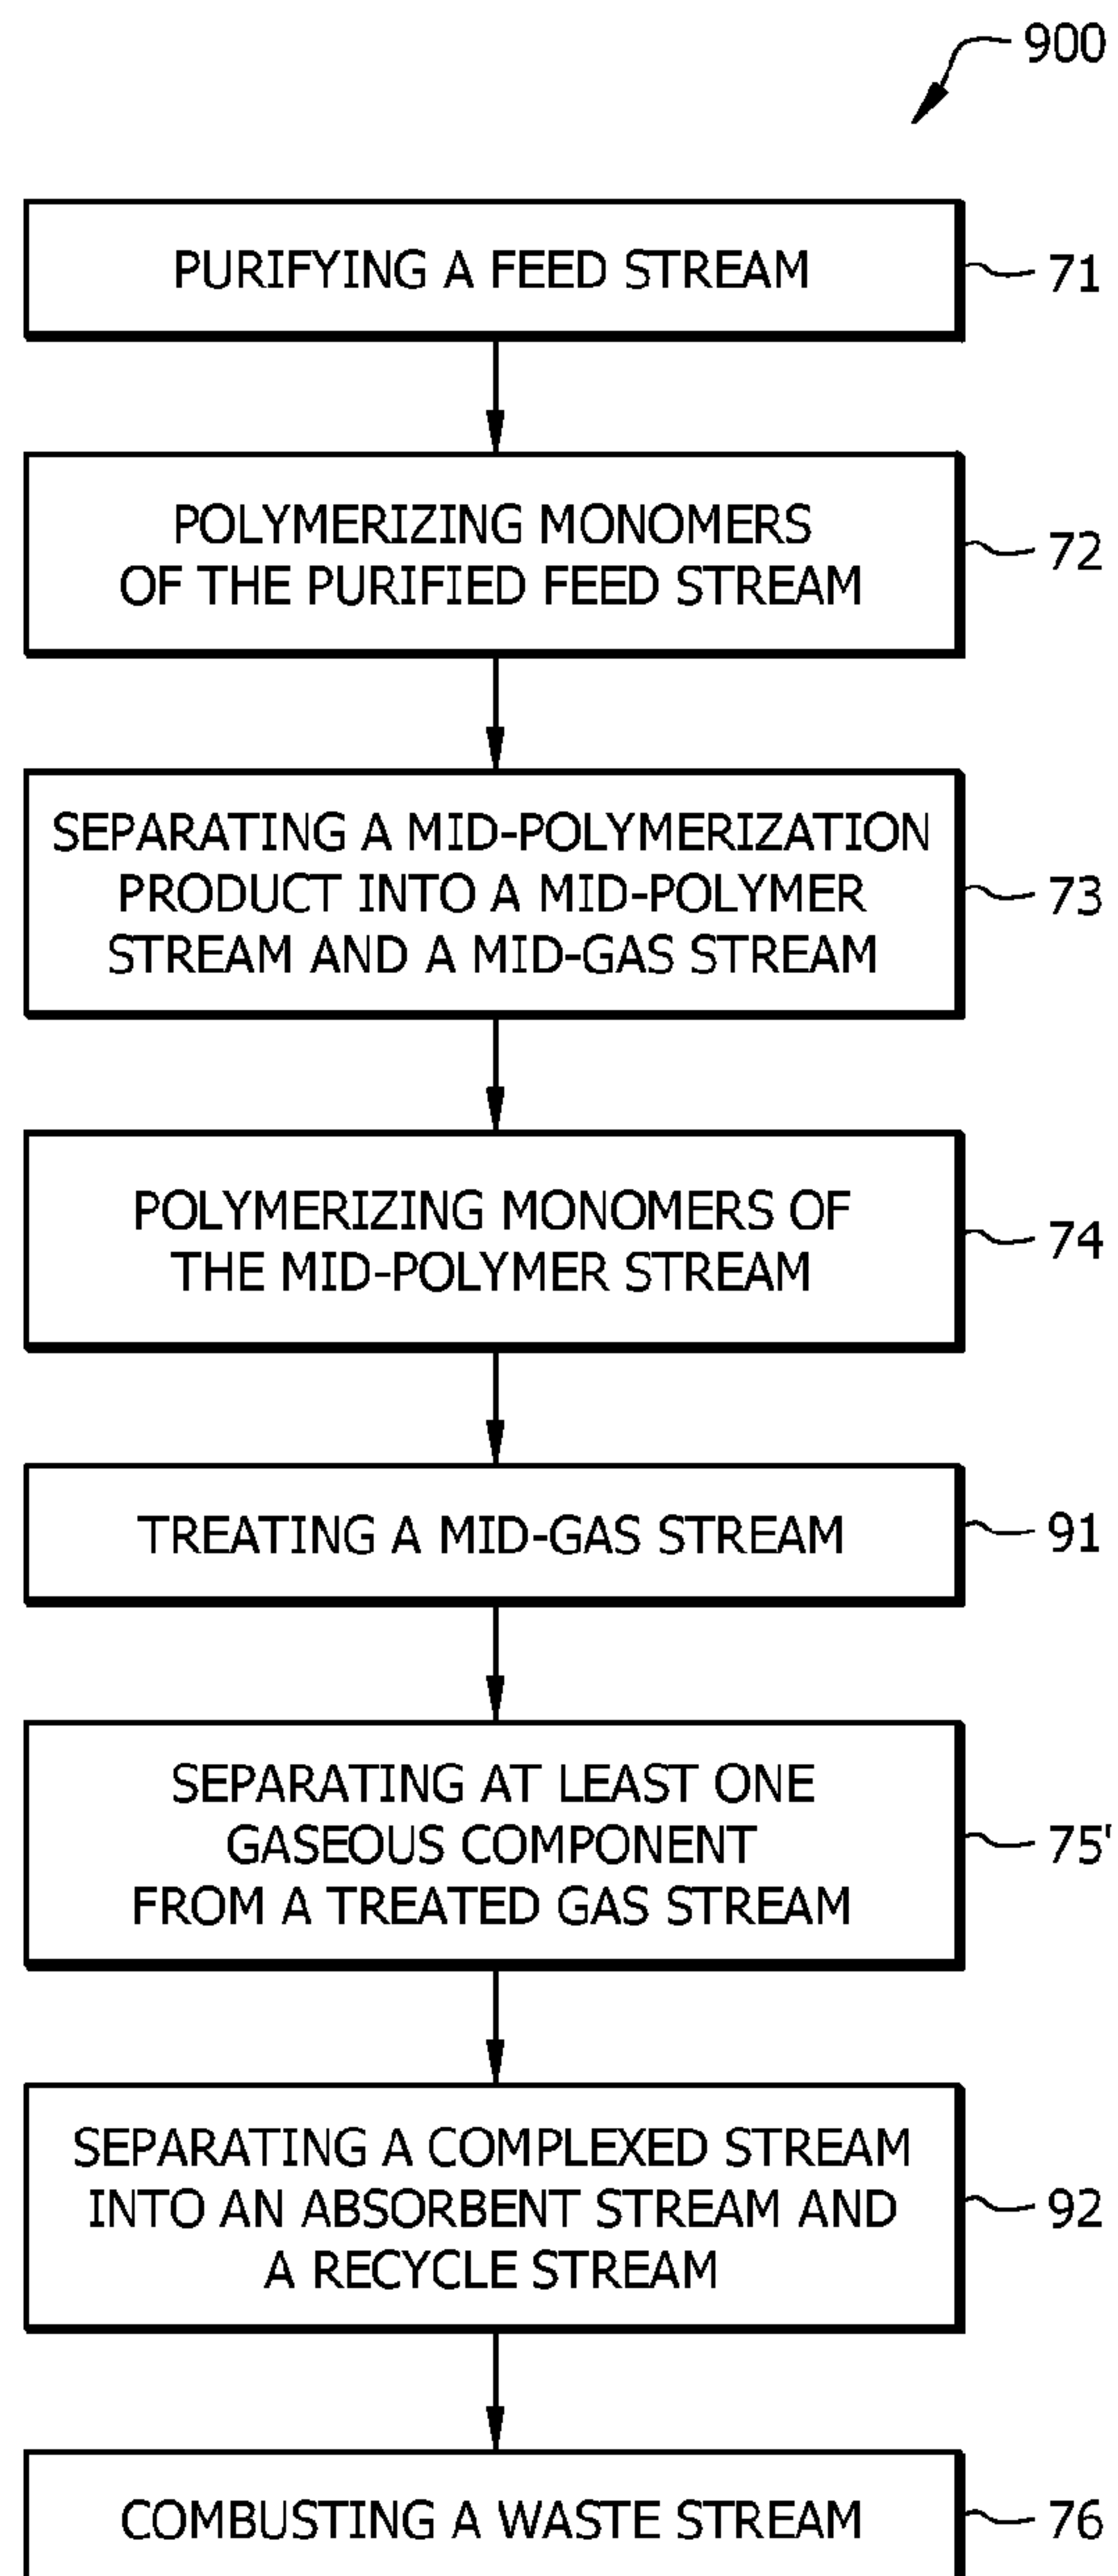 900
PURIFYING A FEED STREAM
71
POLYMERIZING MONOMERS
OF THE PURIFIED FEED STREAM
72
SEPARATING A MID-POLYMERIZATION
PRODUCT INTO A MID-POLYMER
STREAM AND A MID-GAS STREAM
73
POLYMERIZING MONOMERS OF
THE MID-POLYMER STREAM
74
TREATING A MID-GAS STREAM
91
SEPARATING AT LEAST ONE
GASEOUS COMPONENT
FROM A TREATED GAS STREAM
75'
SEPARATING A COMPLEXED STREAM
INTO AN ABSORBENT STREAM AND
A RECYCLE STREAM
92
COMBUSTING A WASTE STREAM
76